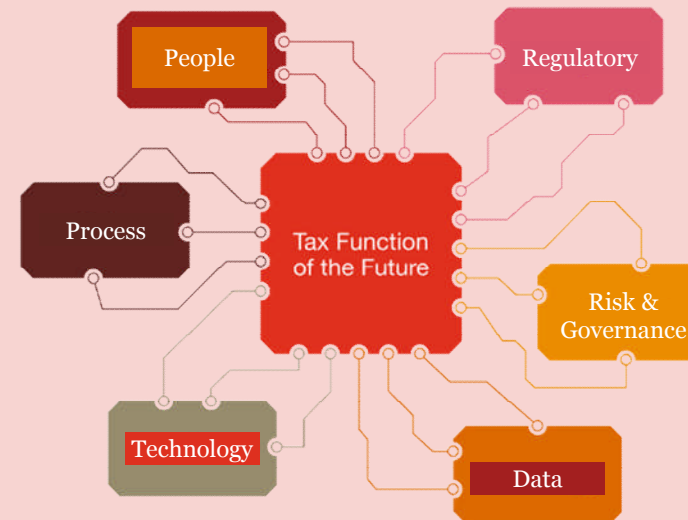 People
Regulatory
Process
Tax Function
of the Future
Risk &
Governance
Technology
Data